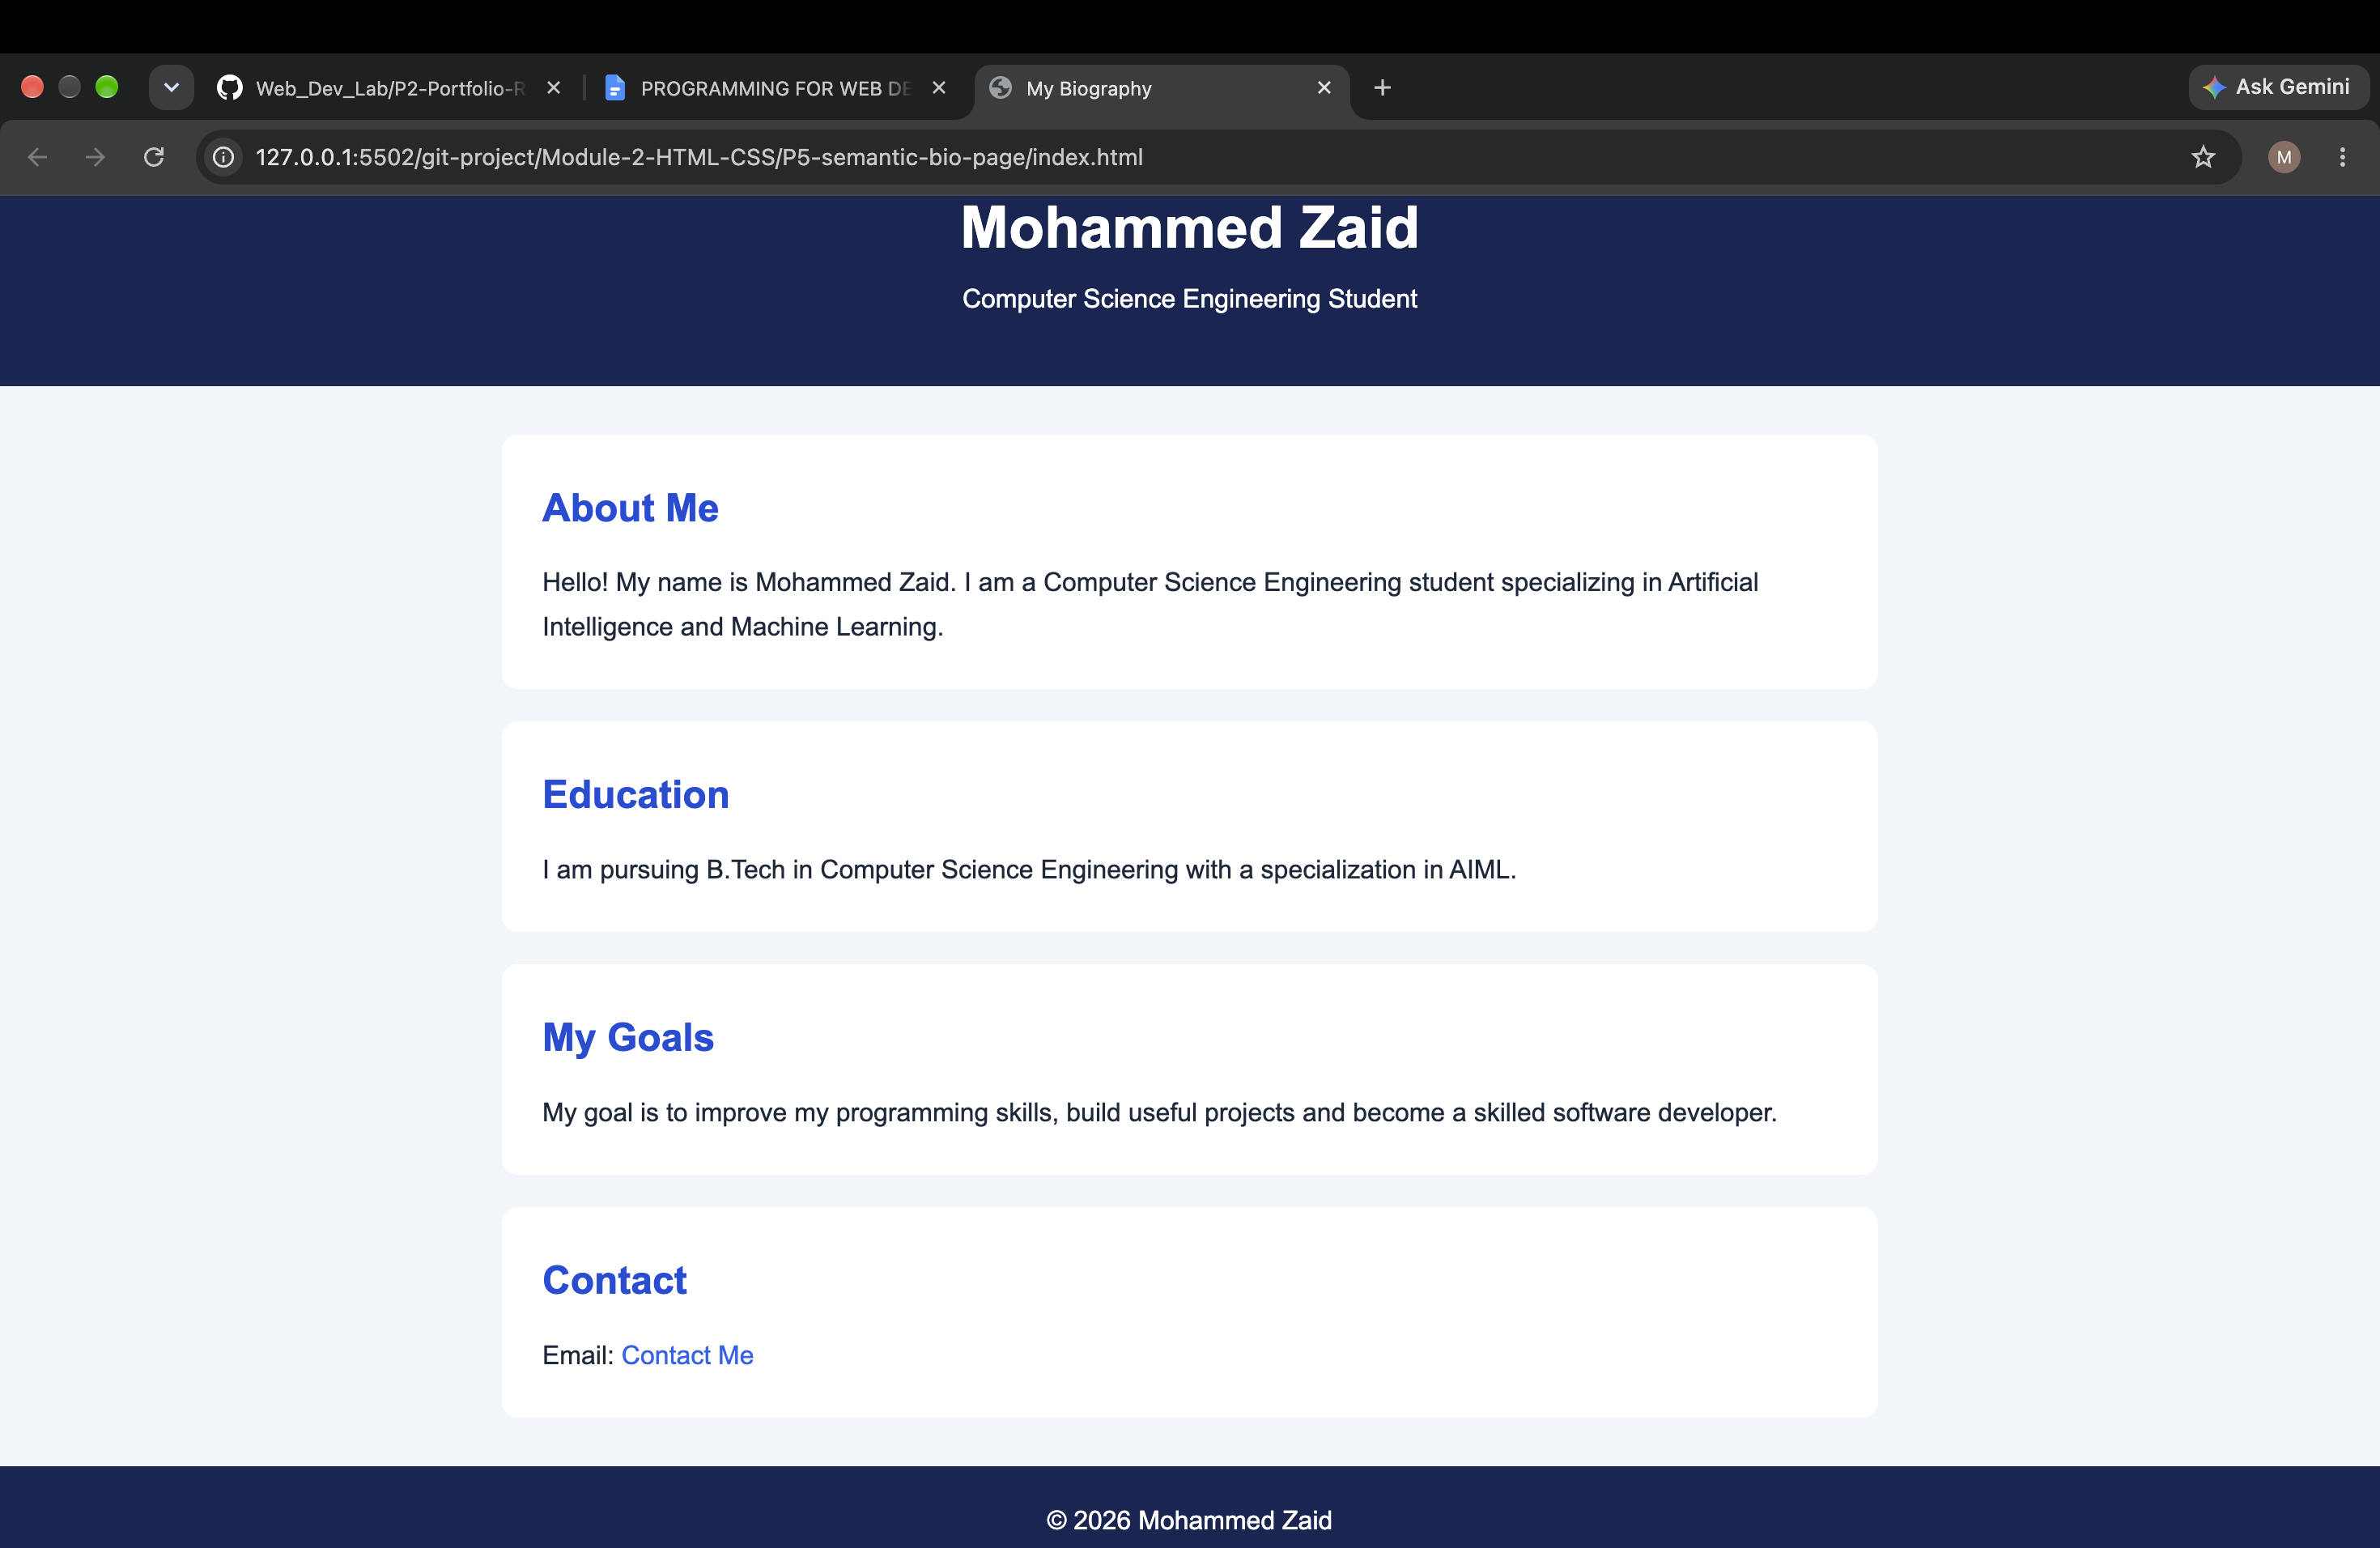 Web_Dev_Lab/P2-Portfolio-R
PROGRAMMING FOR WEB DE
My Biography
Ask Gemini
127.0.0.1:5502/git-project/Module-2-HTML-CSS/P5-semantic-bio-page/index.html
M
Mohammed Zaid
Computer Science Engineering Student
About Me
Hello! My name is Mohammed Zaid. I am a Computer Science Engineering student specializing in Artificial
Intelligence and Machine Learning.
Education
I am pursuing B.Tech in Computer Science Engineering with a specialization in AIML.
My Goals
My goal is to improve my programming skills, build useful projects and become a skilled software developer.
Contact
Email: Contact Me
© 2026 Mohammed Zaid